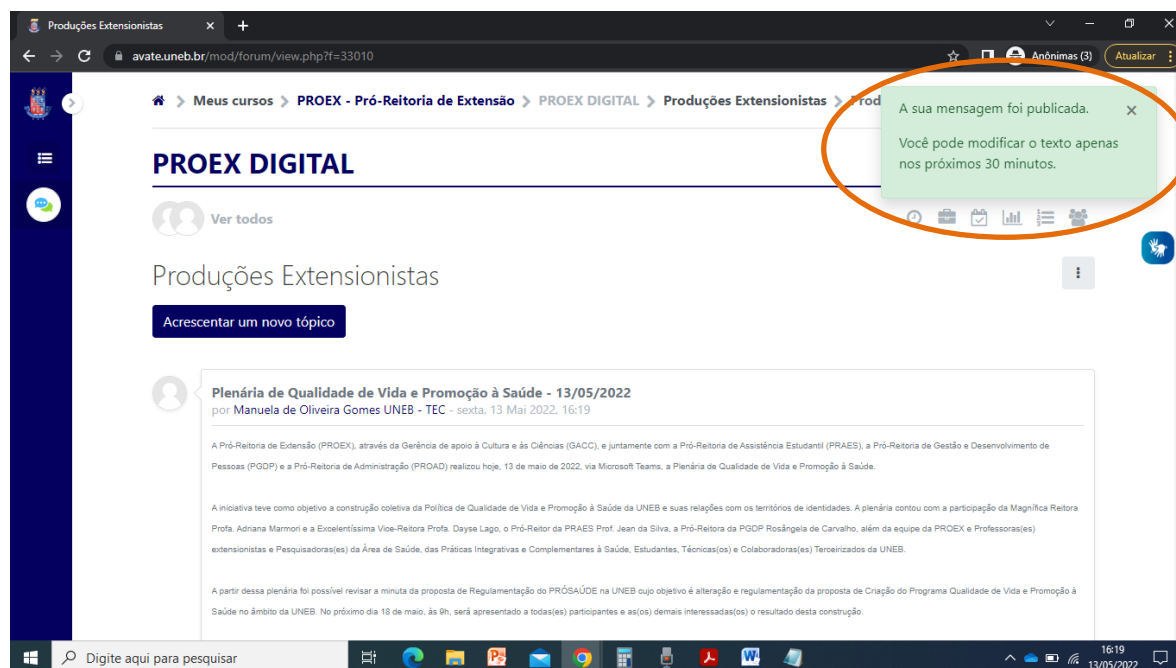 Produções Extensionistas
avate.uneb.br/mod/forum/view.php?f=33010
Anônimas (3)
Atualizar
Meus cursos > PROEX - Pró-Reitoria de Extensão > PROEX DIGITAL > Produções Extensionistas > Prod
A sua mensagem foi publicada.
Você pode modificar o texto apenas
nos próximos 30 minutos.
PROEX DIGITAL
Ver todos
Produções Extensionistas
Acrescentar um novo tópico
Plenária de Qualidade de Vida e Promoção à Saúde - 13/05/2022
por Manuela de Oliveira Gomes UNEB - TEC - sexta, 13 Mai 2022, 16:19
A Pró-Reitoria de Extensão (PROEX), através da Gerência de apoio à Cultura e às Ciências (GACC), e juntamente com a Pró-Reitoria de Assistência Estudantil (PRAES), a Pró-Reitoria de Gestão e Desenvolvimento de
Pessoas (PGDP) e a Pró-Reitoria de Administração (PROAD) realizou hoje, 13 de maio de 2022, via Microsoft Teams, a Plenária de Qualidade de Vida e Promoção à Saúde.
A iniciativa teve como objetivo a construção coletiva da Política de Qualidade de Vida e Promoção à Saúde da UNEB e suas relações com os territórios de identidades. A plenária contou com a participação da Magnífica Reitora
Profa. Adriana Marmori e a Excelentíssima Vice-Reitora Profa. Dayse Lago, o Pró-Reitor da PRAES Prof. Jean da Silva, a Pró-Reitora da PGDP Rosângela de Carvalho, além da equipe da PROEX e Professoras(es)
extensionistas e Pesquisadoras(es) da Área de Saúde, das Práticas Integrativas e Complementares à Saúde, Estudantes, Técnicas(os) e Colaboradoras(es) Terceirizados da UNEB.
A partir dessa plenária foi possível revisar a minuta da proposta de Regulamentação do PRÓSAÚDE na UNEB cujo objetivo é alteração e regulamentação da proposta de Criação do Programa Qualidade de Vida e Promoção à
Saúde no âmbito da UNEB. No próximo dia 18 de maio, às 9h, será apresentado a todas(es) participantes e as(os) demais interessadas(os) o resultado desta construção.
Digite aqui para pesquisar
16:19
13/05/2022